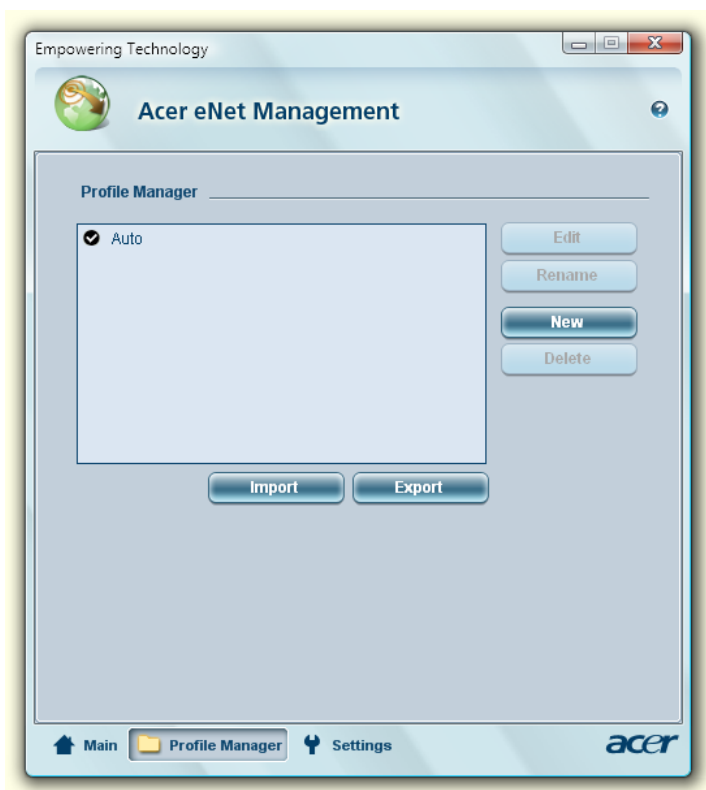 Empowering Technology
Acer eNet Management
Profile Manager
Auto
Edit
Rename
New
Delete
Import Export
Main Profile Manager Settings acer